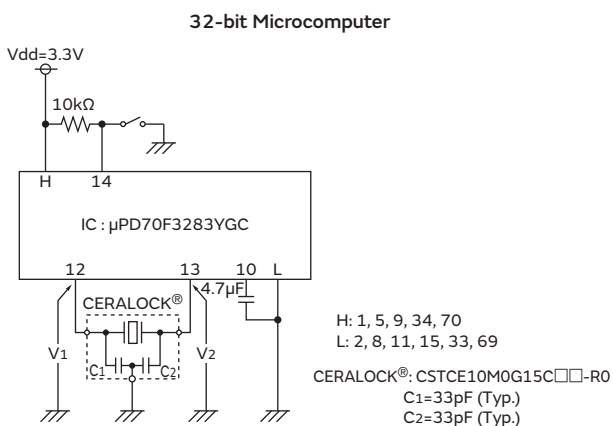 32-bit Microcomputer
Vdd=3.3V
10kΩ
H
14
IC : µPD70F3283YGC
12
13
10
L
4.7µF
CERALOCK®
V1
C1
C2
V2
H: 1, 5, 9, 34, 70
L: 2, 8, 11, 15, 33, 69
CERALOCK®: CSTCE10M0G15C□□-R0
C1=33pF (Typ.)
C2=33pF (Typ.)